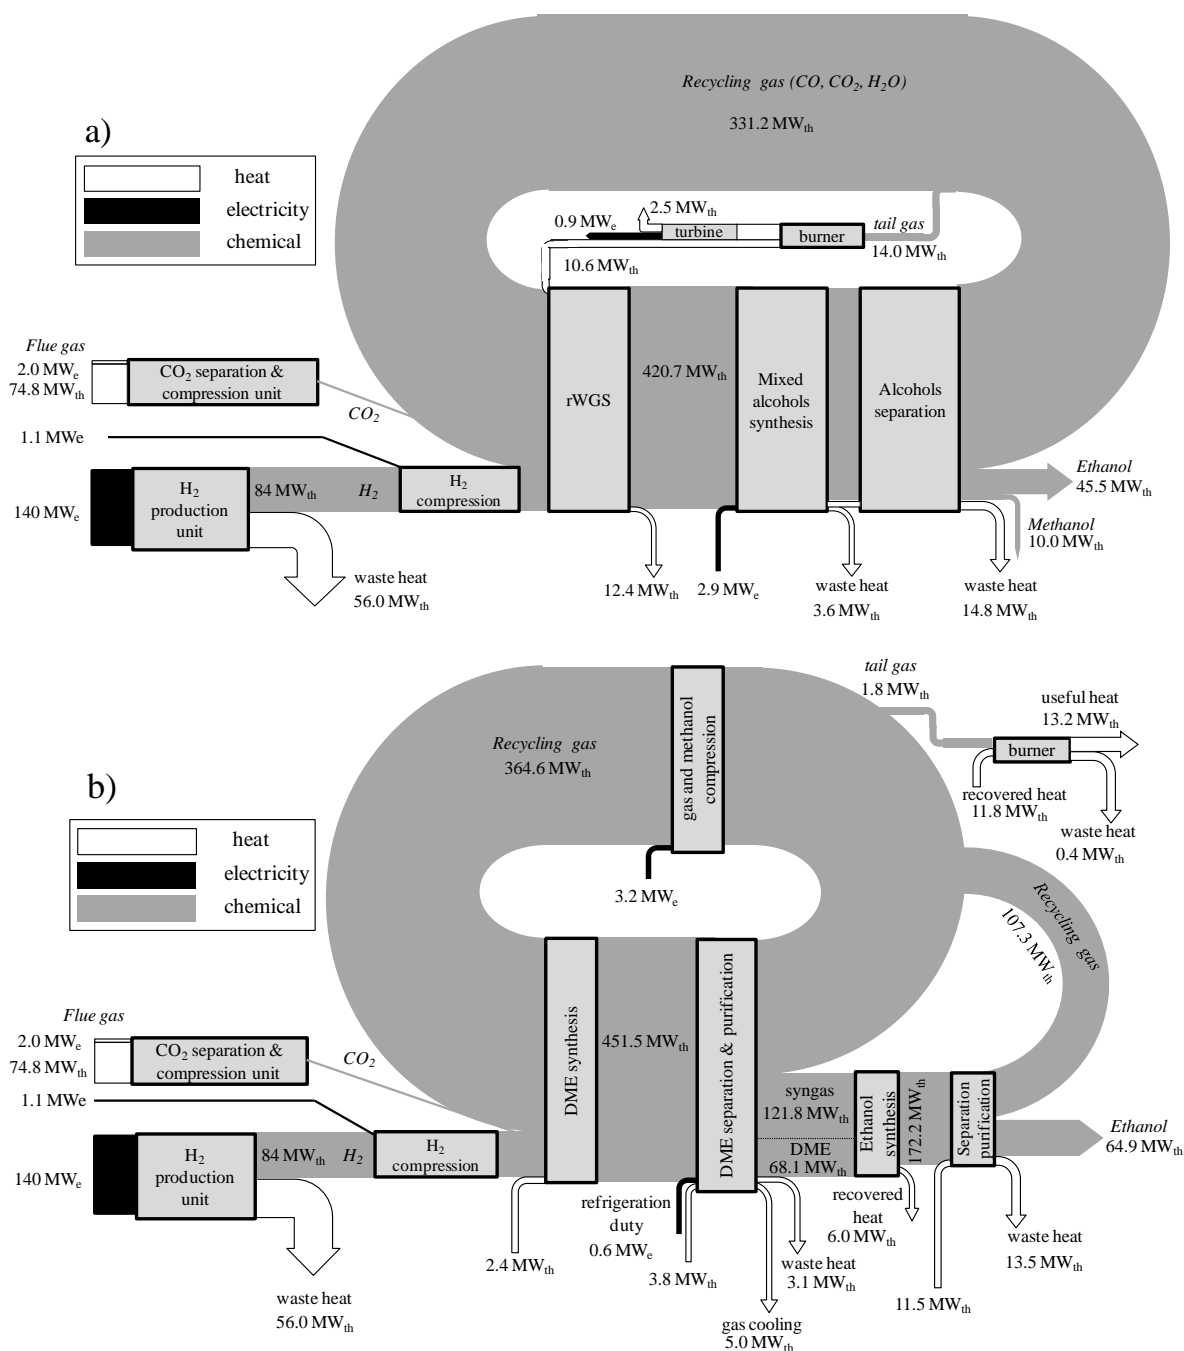 a)
heat
electricity
chemical
Recycling gas (CO, CO2, H2O)
331.2 MWth
0.9 MWe
2.5 MWth
turbine
burner
tail gas
14.0 MWth
10.6 MWth
Flue gas
2.0 MWe
74.8 MWth
CO2 separation &
compression unit
CO2
1.1 MWe
140 MWe
H2
production
unit
84 MWth
H2
H2
compression
waste heat
56.0 MWth
rWGS
420.7 MWth
Mixed
alcohols
synthesis
Alcohols
separation
12.4 MWth
2.9 MWe
waste heat
3.6 MWth
waste heat
14.8 MWth
Ethanol
45.5 MWth
Methanol
10.0 MWth
b)
heat
electricity
chemical
Recycling gas
364.6 MWth
gas and methanol
compression
3.2 MWe
tail gas
1.8 MWth
useful heat
13.2 MWth
burner
recovered heat
11.8 MWth
waste heat
0.4 MWth
Recycling gas
107.3 MWth
Flue gas
2.0 MWe
74.8 MWth
CO2 separation &
compression unit
CO2
1.1 MWe
140 MWe
H2
production
unit
84 MWth
H2
H2
compression
waste heat
56.0 MWth
DME synthesis
451.5 MWth
DME separation & purification
syngas
121.8 MWth
DME
68.1 MWth
Ethanol
synthesis
172.2 MWth
Separation
purification
Ethanol
64.9 MWth
2.4 MWth
refrigeration
duty
0.6 MWe
3.8 MWth
waste heat
3.1 MWth
gas cooling
5.0 MWth
recovered
heat
6.0 MWth
11.5 MWth
waste heat
13.5 MWth